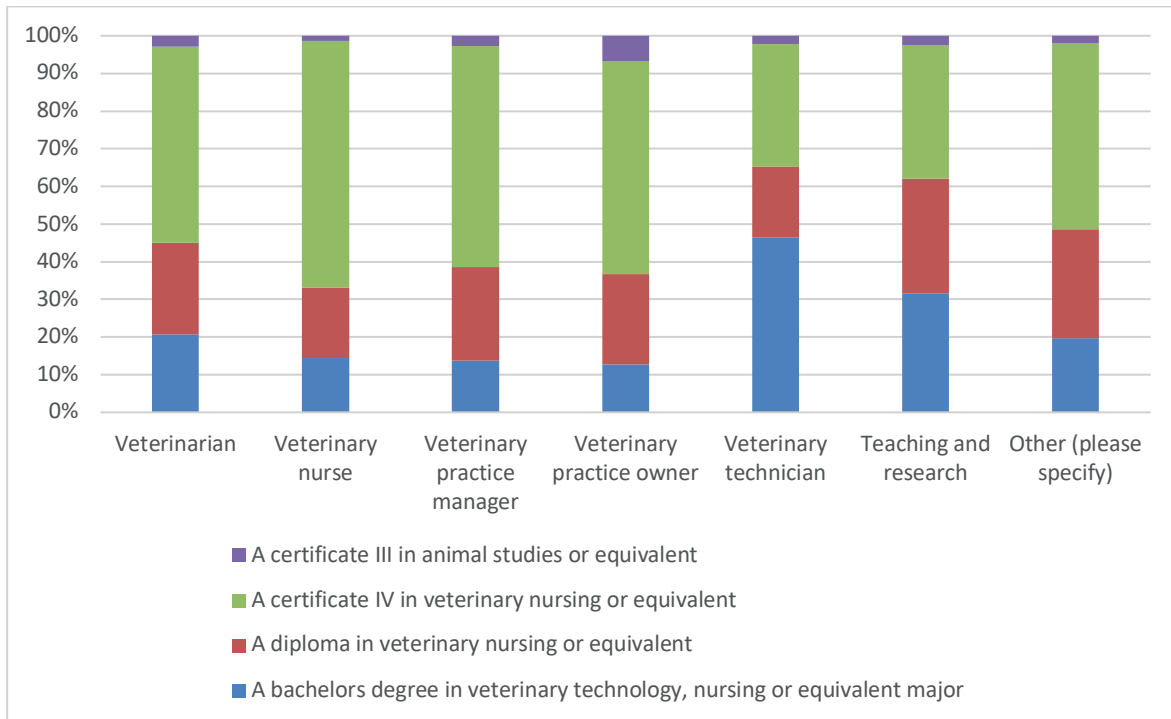 100%
90%
80%
70%
60%
50%
40%
30%
20%
10%
0%
Veterinarian
Veterinary
nurse
Veterinary
practice
manager
Veterinary
practice owner
Veterinary
technician
Teaching and
research
Other (please
specify)
A certificate III in animal studies or equivalent
A certificate IV in veterinary nursing or equivalent
A diploma in veterinary nursing or equivalent
A bachelors degree in veterinary technology, nursing or equivalent major